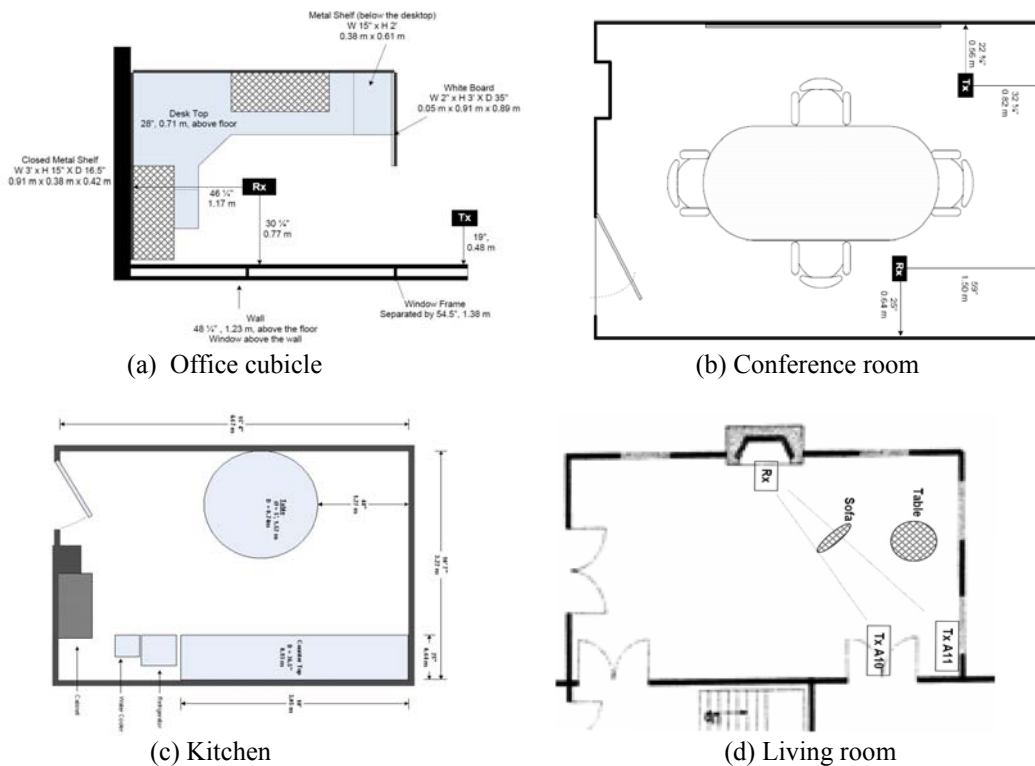 Metal Shelf (below the desktop)
W 15" x H 2'
0.38 m x 0.61 m
White Board
W 2" x H 3' X D 35"
0.05 m x 0.91 m x 0.89 m
Desk Top
28", 0.71 m, above floor
Closed Metal Shelf
W 3' x H 15" X D 16.5"
0.91 m x 0.38 m x 0.42 m
Rx
46 ¼"
1.17 m
30 ¼"
0.77 m
Tx
19",
0.48 m
Wall
48 ¼" , 1.23 m, above the floor
Window above the wall
Window Frame
Separated by 54.5", 1.38 m
(a) Office cubicle
22 ¾"
0.56 m
Tx
32 ¾"
0.82 m
Rx
59"
1.50 m
25"
0.64 m
(b) Conference room
Table
Counter Top
Cabinet
Water Cooler
Refrigerator
(c) Kitchen
Rx
Sofa
Table
Tx A10
Tx A11
(d) Living room